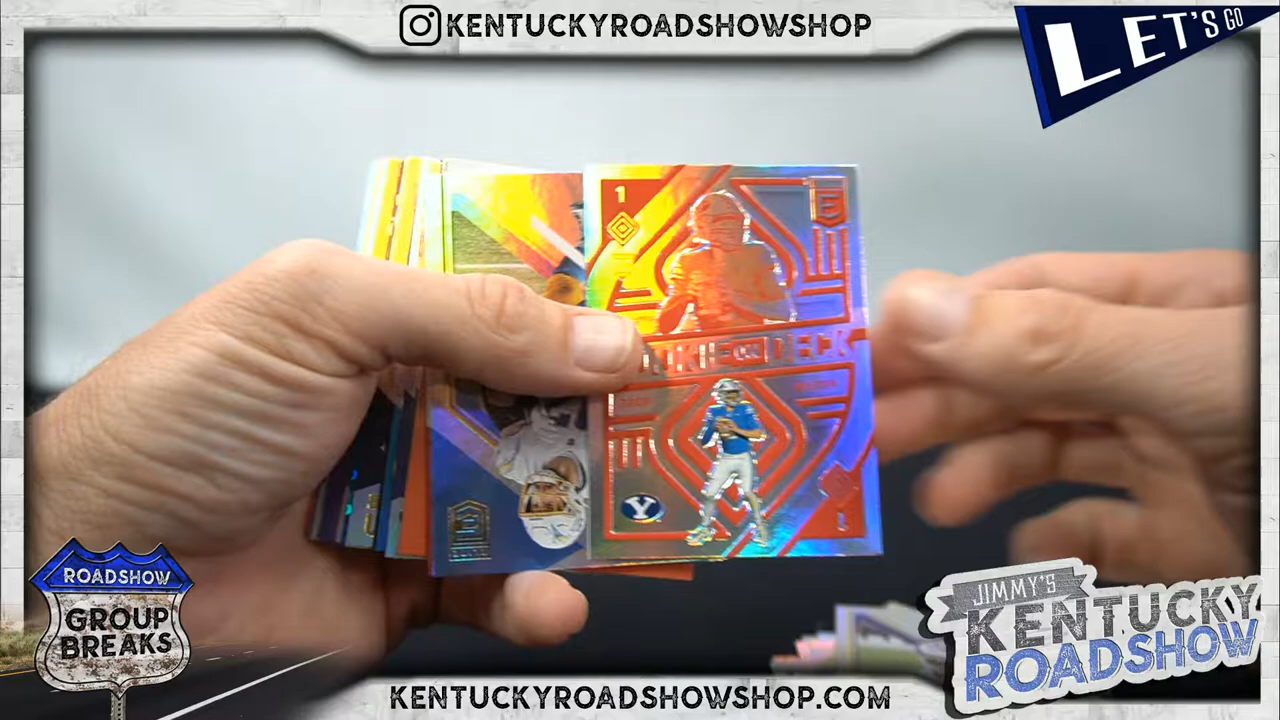 KENTUCKYROADSHOWSHOP
LET'S GO
1
DECK
Y
ROADSHOW
GROUP
BREAKS
JIMMY'S
KENTUCKY
ROADSHOW
KENTUCKYROADSHOWSHOP.COM